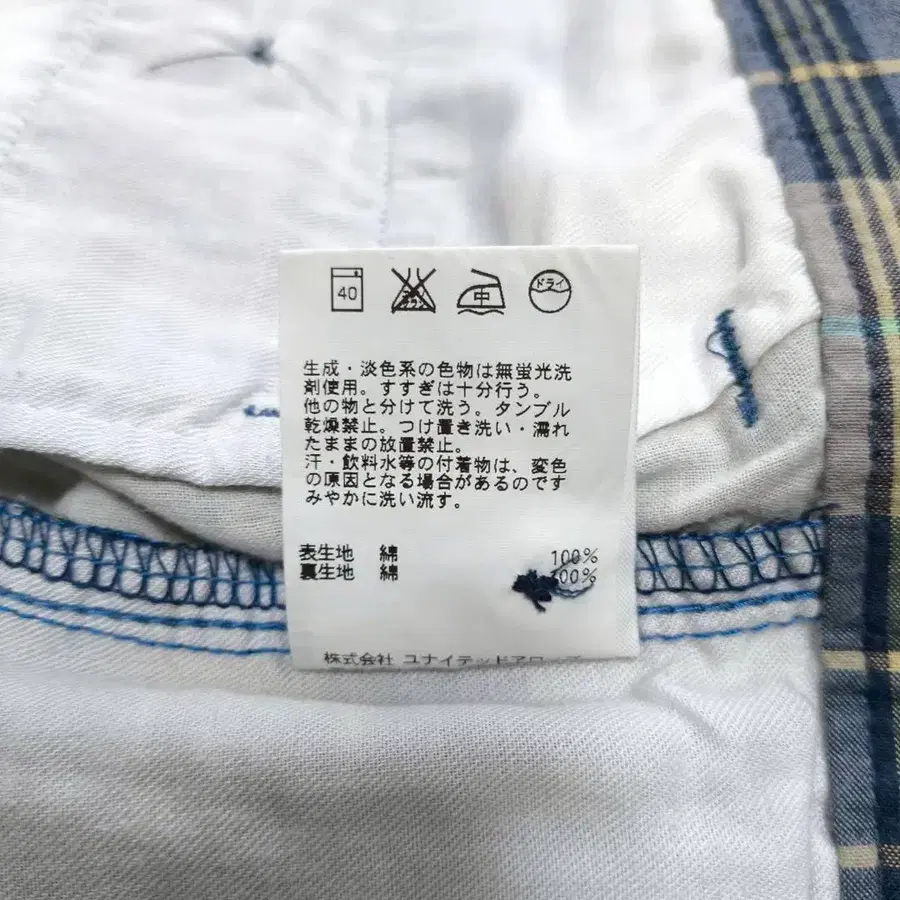 40
中
ドライ
生成・淡色系の色物は無蛍光洗
剤使用。すすぎは十分行う。
他の物と分けて洗う。タンブル
乾燥禁止。つけ置き洗い・濡れ
たままの放置禁止。
汗・飲料水等の付着物は、変色
の原因となる場合があるのです
みやかに洗い流す。
表生地 綿 100%
裏生地 綿 100%
株式会社 ユナイテッドアローズ